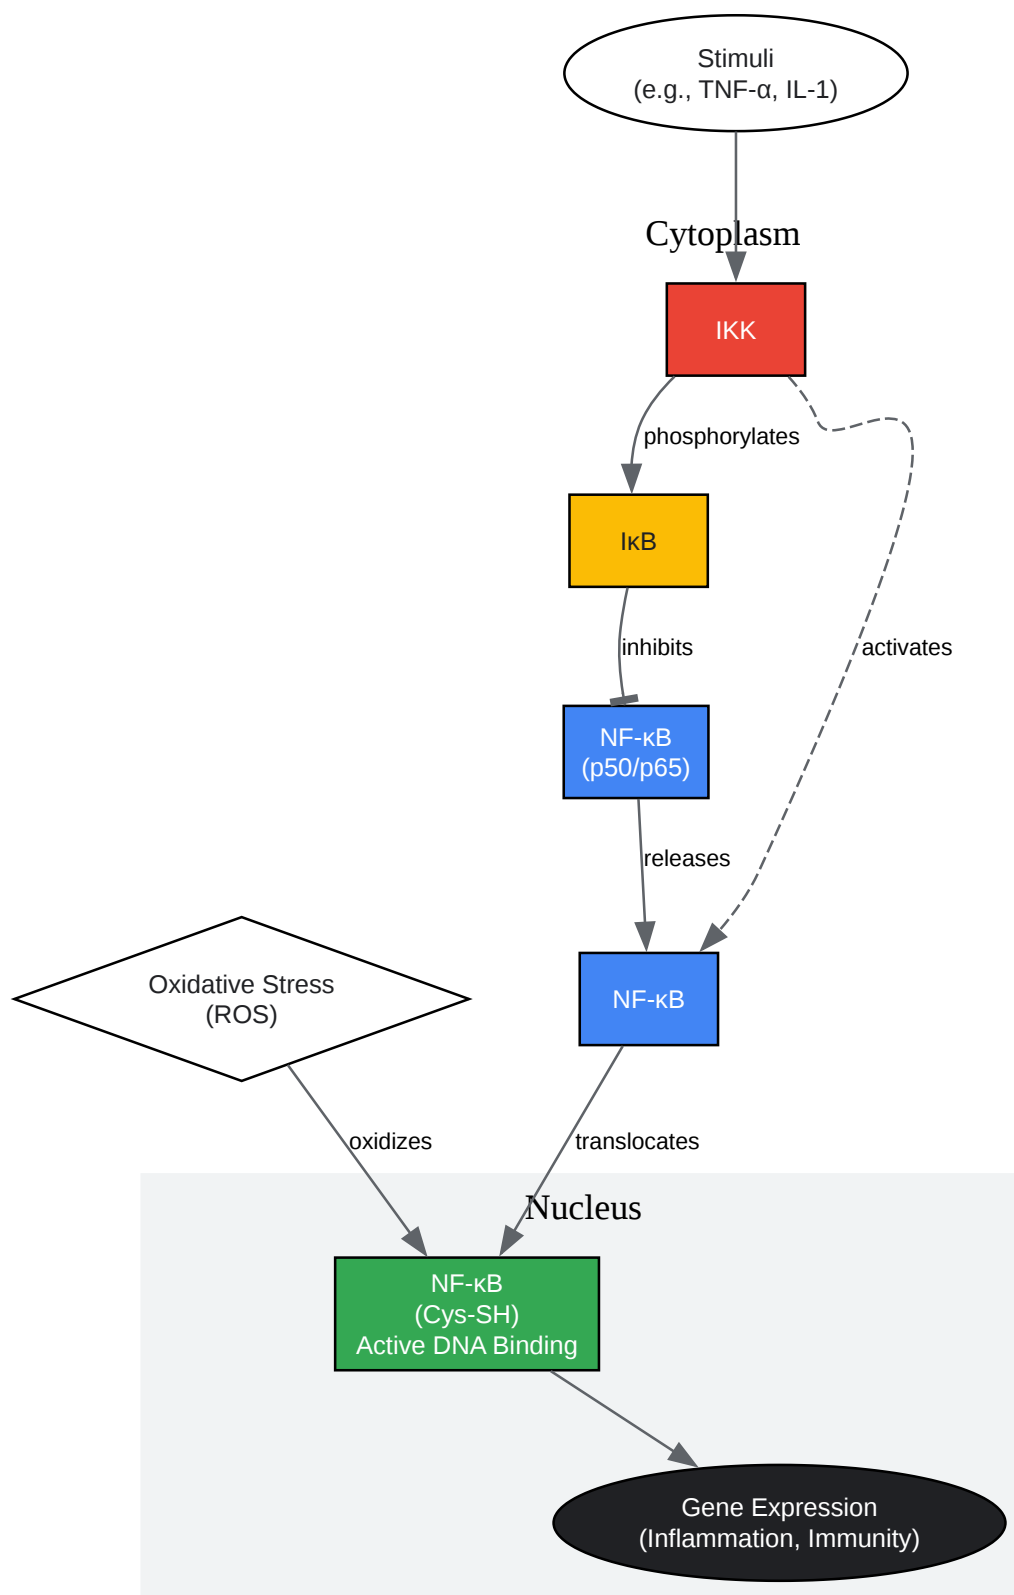 Stimuli
(e.g., TNF-α, IL-1)
Cytoplasm
IKK
phosphorylates
IκB
inhibits
activates
NF-κB
(p50/p65)
releases
Oxidative Stress
(ROS)
NF-κB
oxidizes
translocates
Nucleus
NF-κB
(Cys-SH)
Active DNA Binding
Gene Expression
(Inflammation, Immunity)